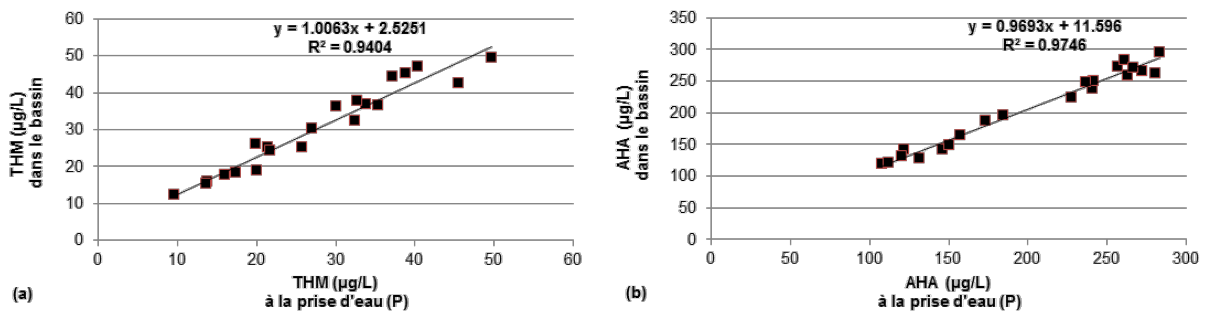 y = 1.0063x + 2.5251
R² = 0.9404
THM (µg/L)
dans le bassin
60
50
40
30
20
10
0
0 10 20 30 40 50 60
THM (µg/L)
à la prise d'eau (P)
(a)
y = 0.9693x + 11.596
R² = 0.9746
AHA (µg/L)
dans le bassin
350
300
250
200
150
100
50
0
0 50 100 150 200 250 300
AHA (µg/L)
à la prise d'eau (P)
(b)